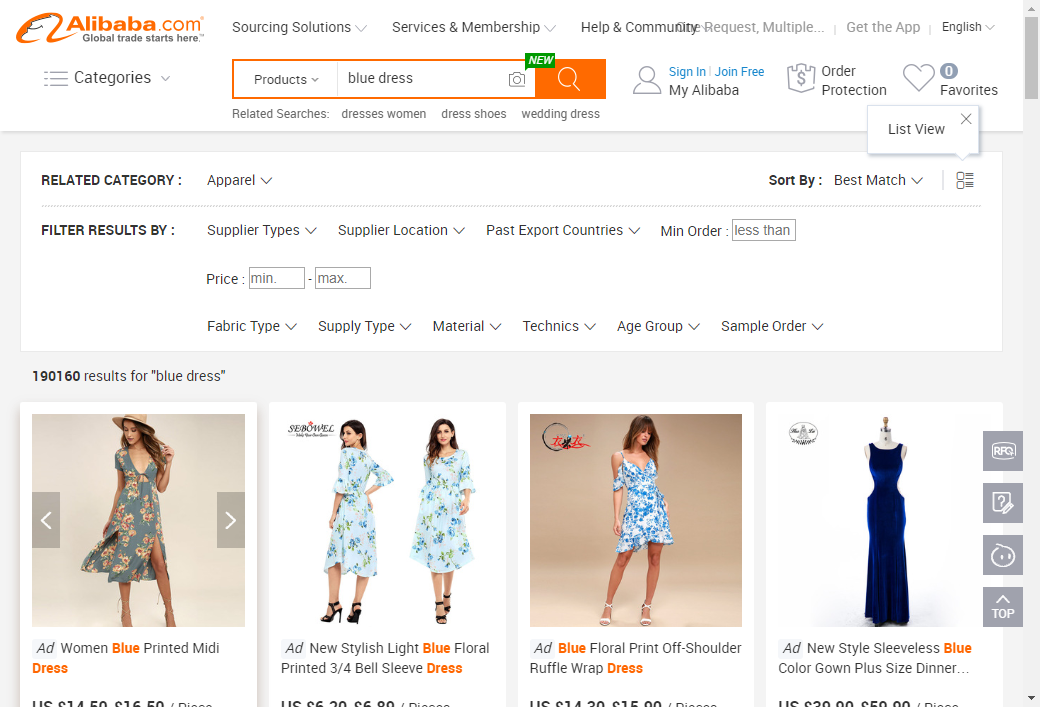 Alibaba.com
Global trade starts here.™
Sourcing Solutions
Services & Membership
Help & Community
One Request, Multiple...
Get the App
English
Categories
Products
blue dress
NEW
Sign In
Join Free
My Alibaba
Order
Protection
0
Favorites
Related Searches:
dresses women
dress shoes
wedding dress
List View
RELATED CATEGORY :
Apparel
Sort By :
Best Match
FILTER RESULTS BY :
Supplier Types
Supplier Location
Past Export Countries
Min Order :
less than
Price :
min.
-
max.
Fabric Type
Supply Type
Material
Technics
Age Group
Sample Order
190160 results for "blue dress"
SEBOWEL
RFQ
TOP
Ad Women Blue Printed Midi
Dress
Ad New Stylish Light Blue Floral
Printed 3/4 Bell Sleeve Dress
Ad Blue Floral Print Off-Shoulder
Ruffle Wrap Dress
Ad New Style Sleeveless Blue
Color Gown Plus Size Dinner...
US $14.50-$16.50 / Piece
US $6.20-$6.89 / Pieces
US $14.30-$15.90 / Pieces
US $39.90-$59.90 / Piece